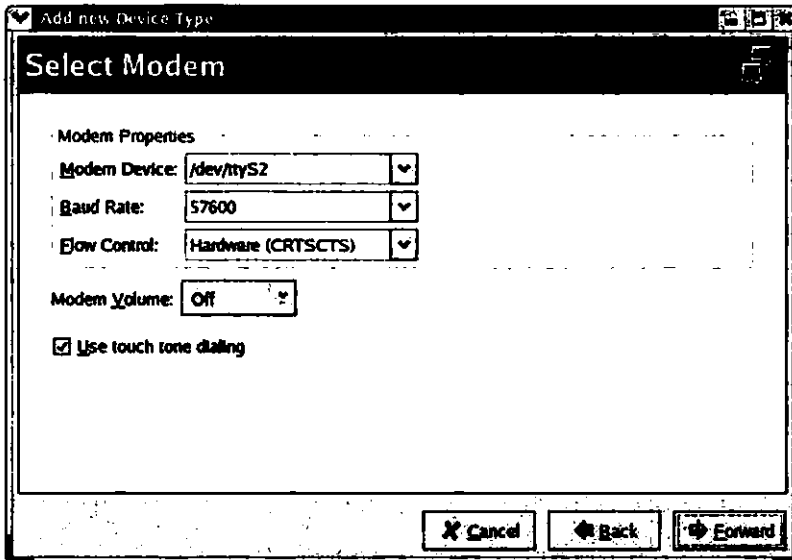 Add new Device Type
Select Modem
Modem Properties
Modem Device: /dev/ttyS2
Baud Rate: 57600
Flow Control: Hardware (CRTSCTS)
Modem Volume: Off
Use touch tone dialing
Cancel Back Forward